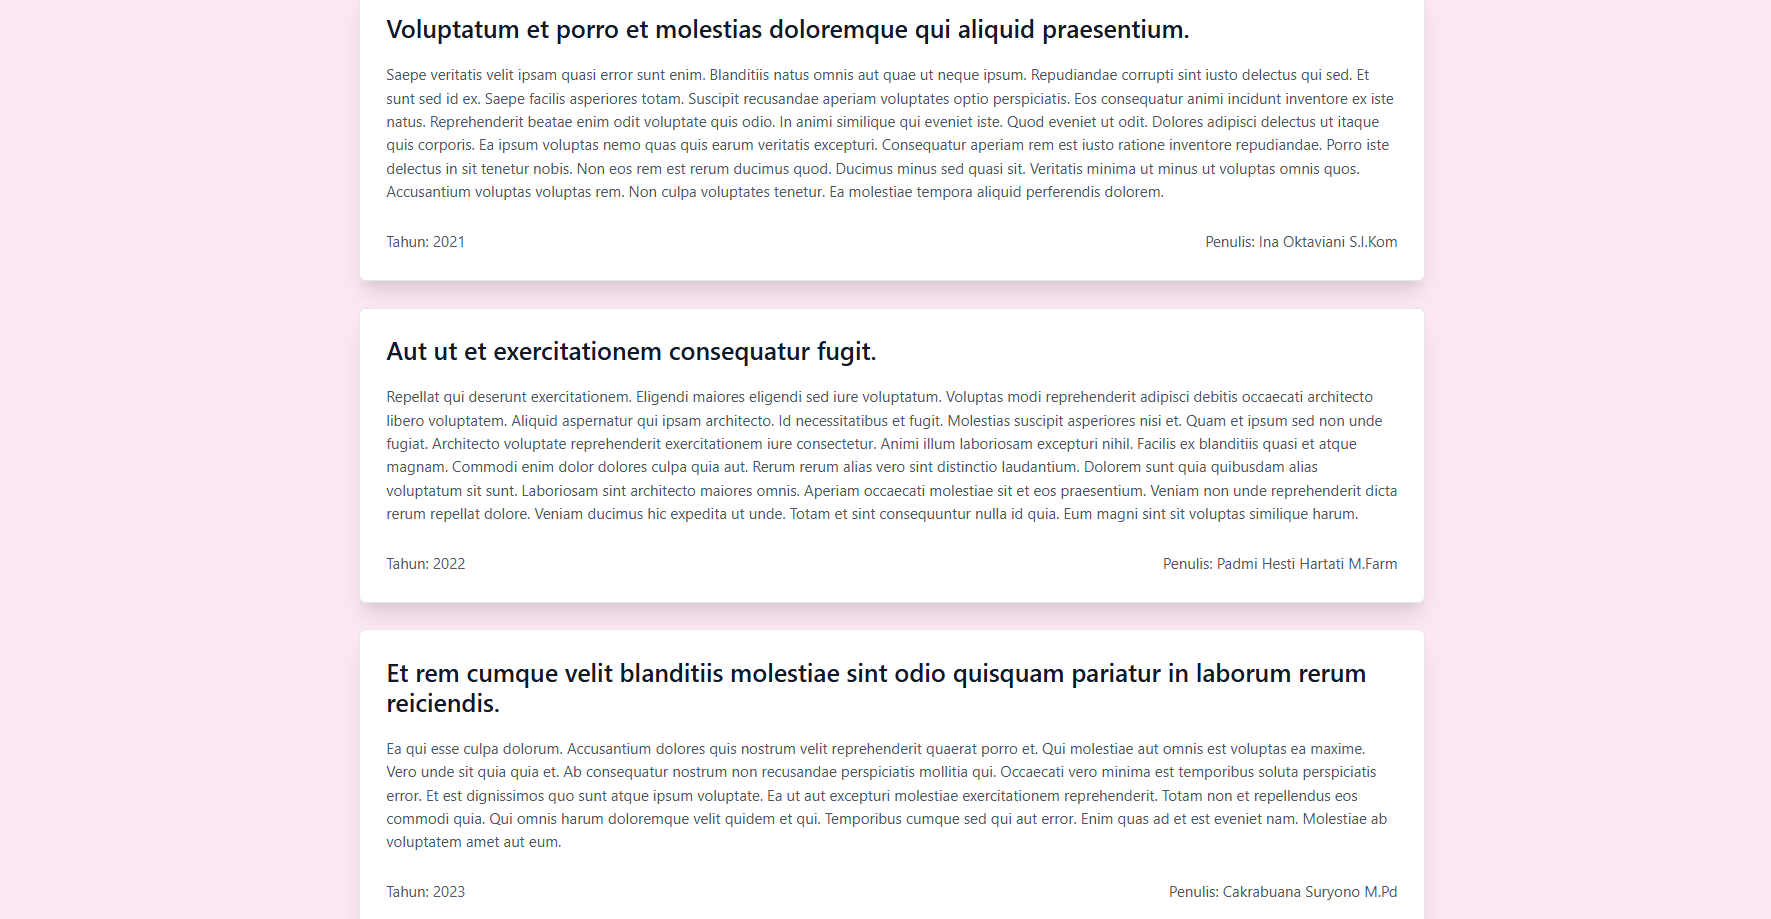 Voluptatum et porro et molestias doloremque qui aliquid praesentium.
Saepe veritatis velit ipsam quasi error sunt enim. Blanditiis natus omnis aut quae ut neque ipsum. Repudiandae corrupti sint iusto delectus qui sed. Et
sunt sed id ex. Saepe facilis asperiores totam. Suscipit recusandae aperiam voluptates optio perspiciatis. Eos consequatur animi incidunt inventore ex iste
natus. Reprehenderit beatae enim odit voluptate quis odio. In animi similique qui eveniet iste. Quod eveniet ut odit. Dolores adipisci delectus ut itaque
quis corporis. Ea ipsum voluptas nemo quas quis earum veritatis excepturi. Consequatur aperiam rem est iusto ratione inventore repudiandae. Porro iste
delectus in sit tenetur nobis. Non eos rem est rerum ducimus quod. Ducimus minus sed quasi sit. Veritatis minima ut minus ut voluptas omnis quos.
Accusantium voluptas voluptas rem. Non culpa voluptates tenetur. Ea molestiae tempora aliquid perferendis dolorem.
Tahun: 2021
Penulis: Ina Oktaviani S.I.Kom
Aut ut et exercitationem consequatur fugit.
Repellat qui deserunt exercitationem. Eligendi maiores eligendi sed iure voluptatum. Voluptas modi reprehenderit adipisci debitis occaecati architecto
libero voluptatem. Aliquid aspernatur qui ipsam architecto. Id necessitatibus et fugit. Molestias suscipit asperiores nisi et. Quam et ipsum sed non unde
fugiat. Architecto voluptate reprehenderit exercitationem iure consectetur. Animi illum laboriosam excepturi nihil. Facilis ex blanditiis quasi et atque
magnam. Commodi enim dolor dolores culpa quia aut. Rerum rerum alias vero sint distinctio laudantium. Dolorem sunt quia quibusdam alias
voluptatum sit sunt. Laboriosam sint architecto maiores omnis. Aperiam occaecati molestiae sit et eos praesentium. Veniam non unde reprehenderit dicta
rerum repellat dolore. Veniam ducimus hic expedita ut unde. Totam et sint consequuntur nulla id quia. Eum magni sint sit voluptas similique harum.
Tahun: 2022
Penulis: Padmi Hesti Hartati M.Farm
Et rem cumque velit blanditiis molestiae sint odio quisquam pariatur in laborum rerum
reiciendis.
Ea qui esse culpa dolorum. Accusantium dolores quis nostrum velit reprehenderit quaerat porro et. Qui molestiae aut omnis est voluptas ea maxime.
Vero unde sit quia quia et. Ab consequatur nostrum non recusandae perspiciatis mollitia qui. Occaecati vero minima est temporibus soluta perspiciatis
error. Et est dignissimos quo sunt atque ipsum voluptate. Ea ut aut excepturi molestiae exercitationem reprehenderit. Totam non et repellendus eos
commodi quia. Qui omnis harum doloremque velit quidem et qui. Temporibus cumque sed qui aut error. Enim quas ad et est eveniet nam. Molestiae ab
voluptatem amet aut eum.
Tahun: 2023
Penulis: Cakrabuana Suryono M.Pd